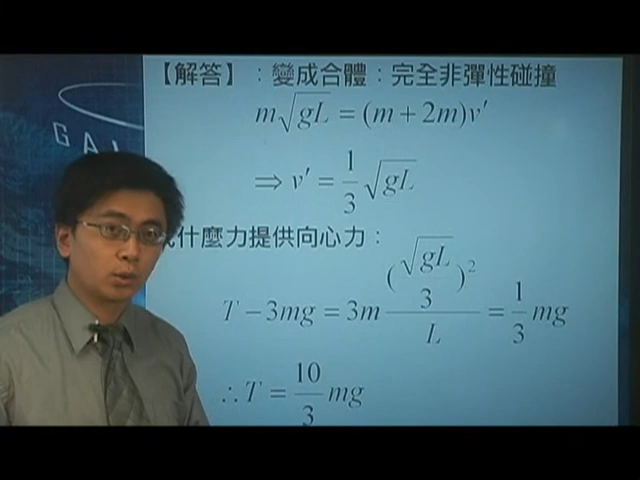 【解答】：變成合體：完全非彈性碰撞
m√gL = (m + 2m)v′
⇒ v′ = 1/3 √gL
什麼力提供向心力：
T − 3mg = 3m (√gL/3)²/L = 1/3 mg
∴T = 10/3 mg
GAL